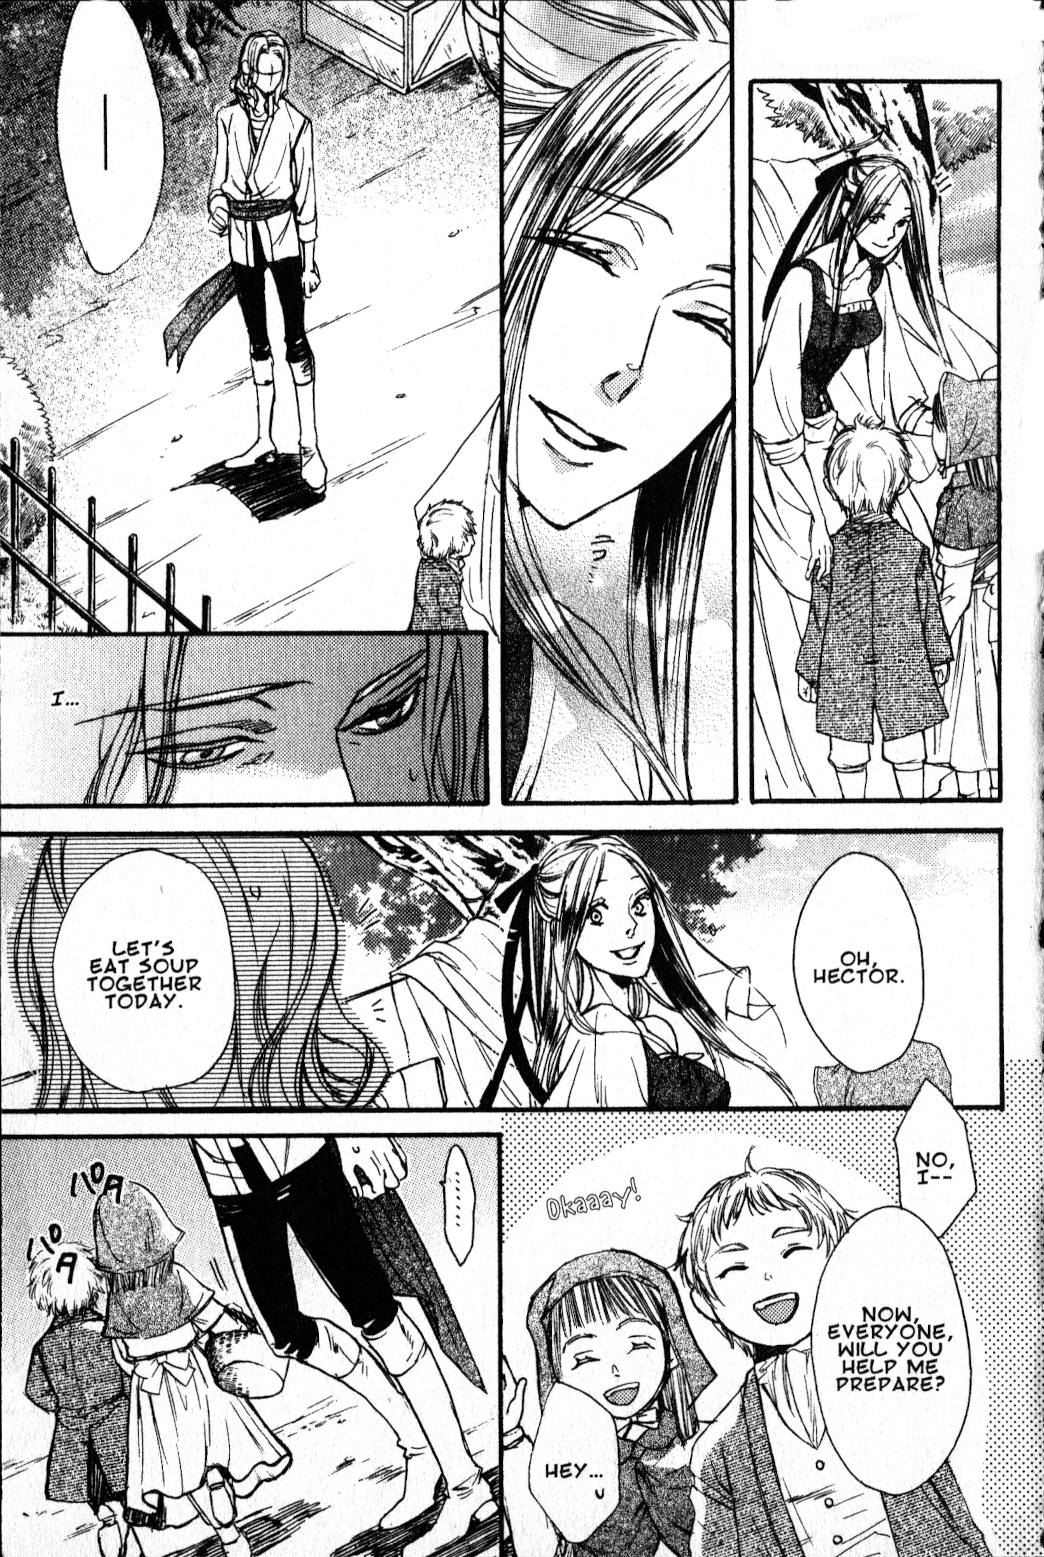 I...
OH,
HECTOR.
LET'S
EAT SOUP
TOGETHER
TODAY.
NO,
I--
NOW,
EVERYONE,
WILL YOU
HELP ME
PREPARE?
Okaaay!
HEY...
.......